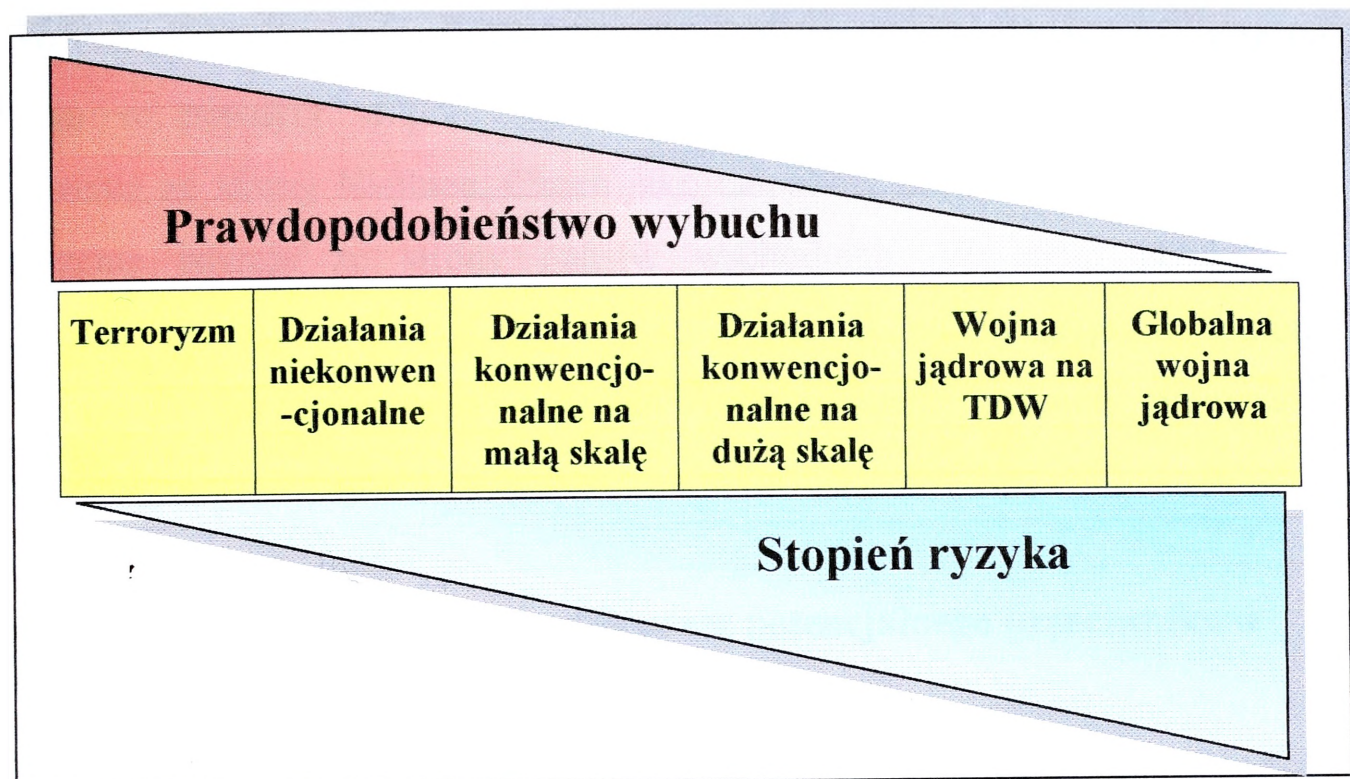 Prawdopodobieństwo wybuchu
Terroryzm
Działania
niekonwen
-cjonalne
Działania
konwencjo-
nalne na
małą skalę
Działania
konwencjo-
nalne na
dużą skalę
Wojna
jądrowa na
TDW
Globalna
wojna
jądrowa
Stopień ryzyka